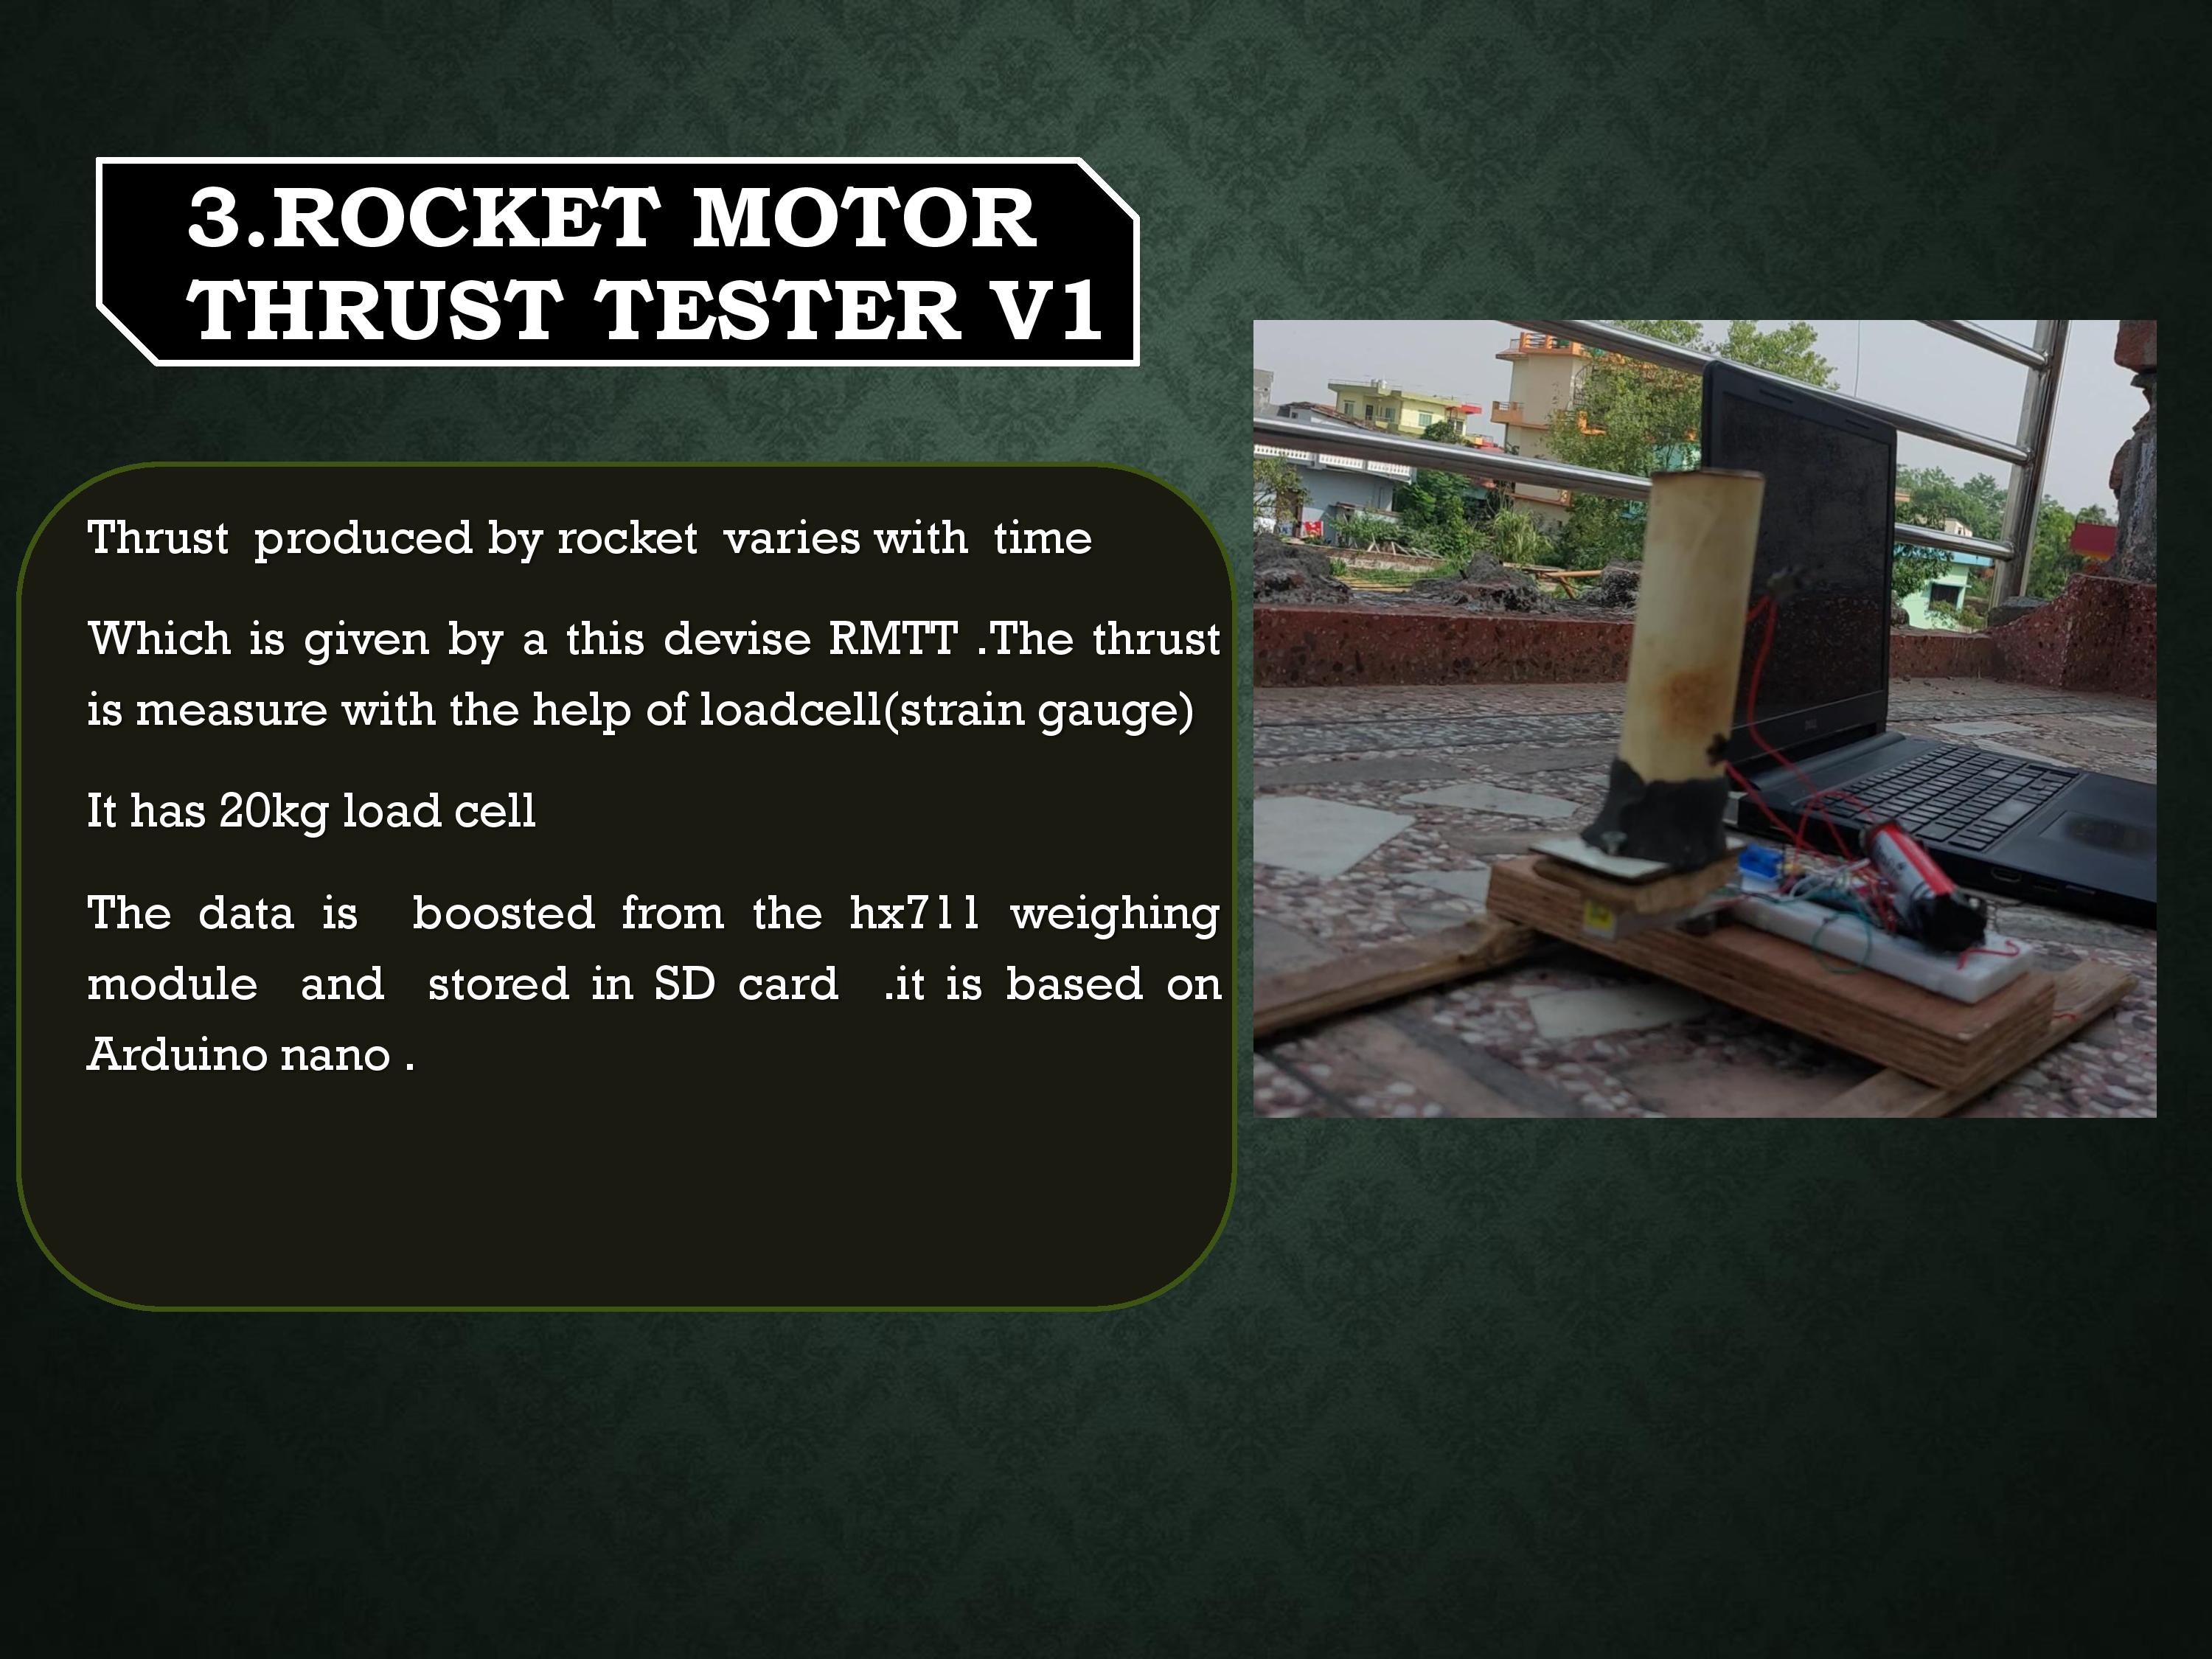 3.ROCKET MOTOR
THRUST TESTER V1
Thrust produced by rocket varies with time
Which is given by a this devise RMTT .The thrust
is measure with the help of loadcell(strain gauge)
It has 20kg load cell
The data is boosted from the hx711 weighing
module and stored in SD card .it is based on
Arduino nano .